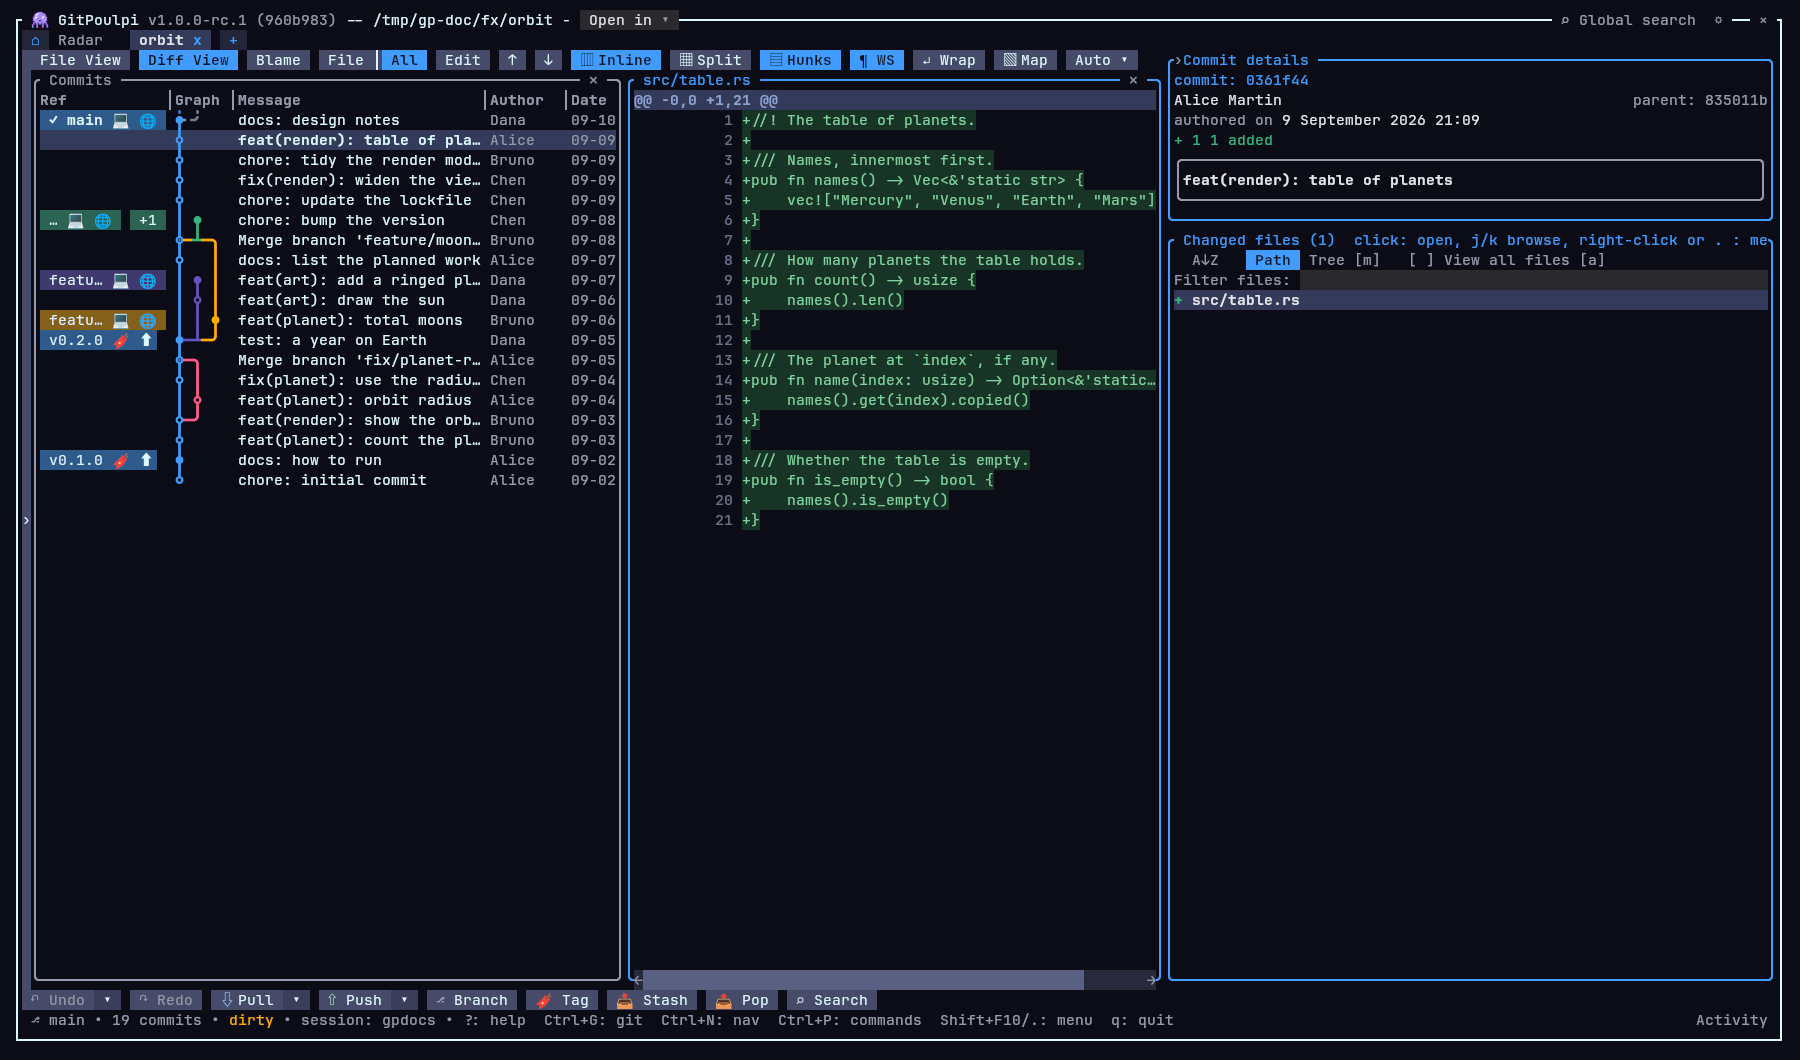 GitPoulpi v1.0.0-rc.1 (960b983) -- /tmp/gp-doc/fx/orbit - Open in ▾ ⌕ Global search ⚙ — ×
⌂ Radar orbit x +
File View Diff View Blame File All Edit ↑ ↓ Inline Split Hunks ¶ WS ↲ Wrap Map Auto ▾
Commits ×
Ref Graph Message Author Date
✓ main docs: design notes Dana 09-10
feat(render): table of pla… Alice 09-09
chore: tidy the render mod… Bruno 09-09
fix(render): widen the vie… Chen 09-09
chore: update the lockfile Chen 09-09
… +1 chore: bump the version Chen 09-08
Merge branch 'feature/moon… Bruno 09-08
docs: list the planned work Alice 09-07
featu… feat(art): add a ringed pl… Dana 09-07
feat(art): draw the sun Dana 09-06
featu… feat(planet): total moons Bruno 09-06
v0.2.0 test: a year on Earth Dana 09-05
Merge branch 'fix/planet-r… Alice 09-05
fix(planet): use the radiu… Chen 09-04
feat(planet): orbit radius Alice 09-04
feat(render): show the orb… Bruno 09-03
feat(planet): count the pl… Bruno 09-03
v0.1.0 docs: how to run Alice 09-02
chore: initial commit Alice 09-02
src/table.rs ×
@@ -0,0 +1,21 @@
1 +//! The table of planets.
2 +
3 +/// Names, innermost first.
4 +pub fn names() -> Vec<&'static str> {
5 +    vec!["Mercury", "Venus", "Earth", "Mars"]
6 +}
7 +
8 +/// How many planets the table holds.
9 +pub fn count() -> usize {
10 +    names().len()
11 +}
12 +
13 +/// The planet at `index`, if any.
14 +pub fn name(index: usize) -> Option<&'static…
15 +    names().get(index).copied()
16 +}
17 +
18 +/// Whether the table is empty.
19 +pub fn is_empty() -> bool {
20 +    names().is_empty()
21 +}
›Commit details
commit: 0361f44
Alice Martin parent: 835011b
authored on 9 September 2026 21:09
+ 1 1 added
feat(render): table of planets
Changed files (1) click: open, j/k browse, right-click or . : me
A↓Z Path Tree [m] [ ] View all files [a]
Filter files:
+ src/table.rs
›
↶ Undo ▾ ↷ Redo ⇩ Pull ▾ ⇧ Push ▾ Branch Tag Stash Pop ⌕ Search
main • 19 commits • dirty • session: gpdocs • ?: help Ctrl+G: git Ctrl+N: nav Ctrl+P: commands Shift+F10/.: menu q: quit Activity